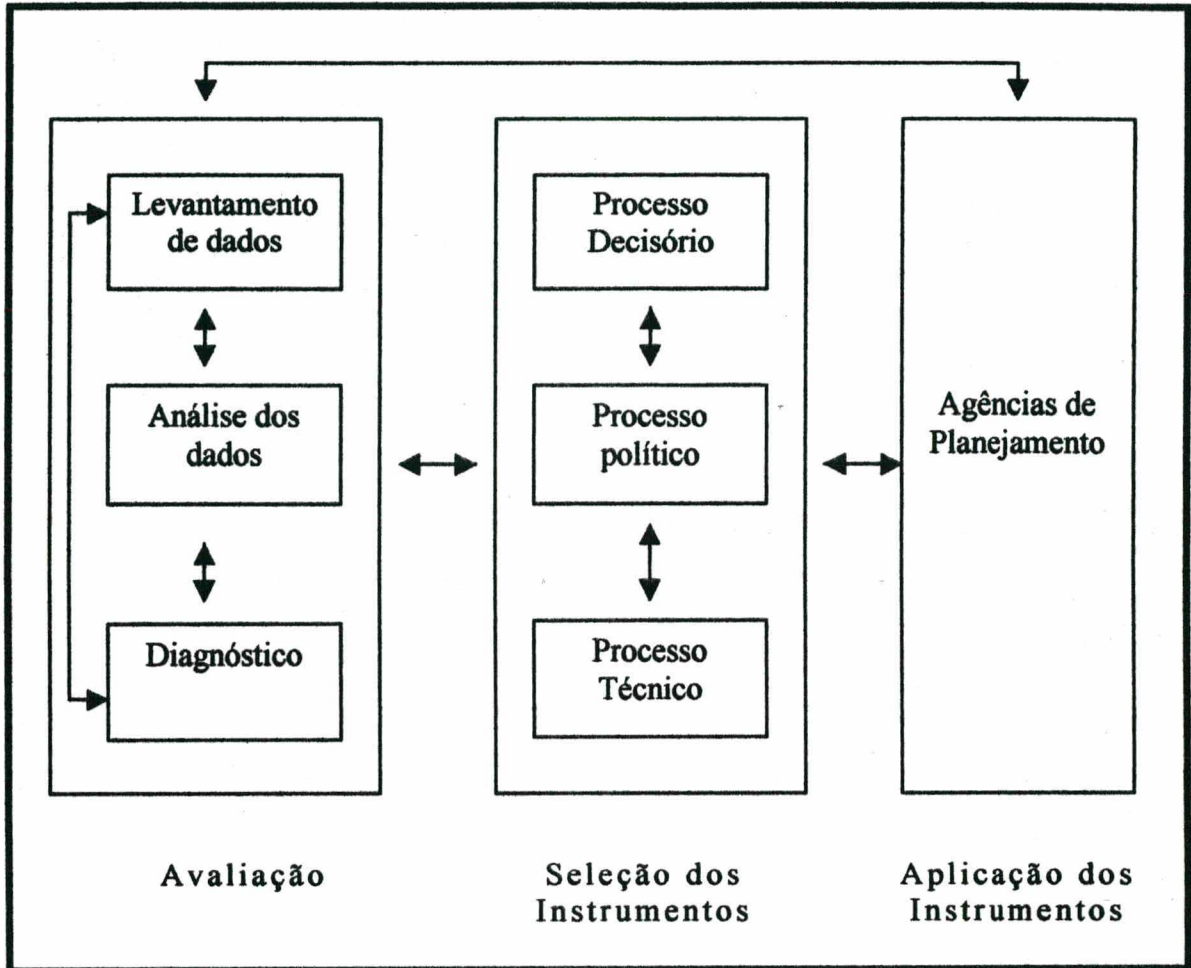 Levantamento
de dados
Análise dos
dados
Diagnóstico
Processo
Decisório
Processo
político
Processo
Técnico
Agências de
Planejamento
Avaliação
Seleção dos
Instrumentos
Aplicação dos
Instrumentos